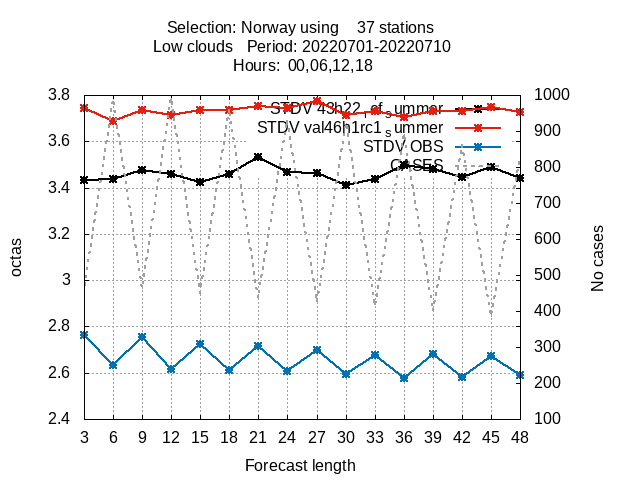 Selection: Norway using 37 stations
Low clouds Period: 20220701-20220710
Hours: 00,06,12,18
3.8
3.6
3.4
3.2
3
2.8
2.6
2.4
octas
1000
900
800
700
600
500
400
300
200
100
No cases
STDV val46h1rc1summer
STDV OBS
CASES
3 6 9 12 15 18 21 24 27 30 33 36 39 42 45 48
Forecast length